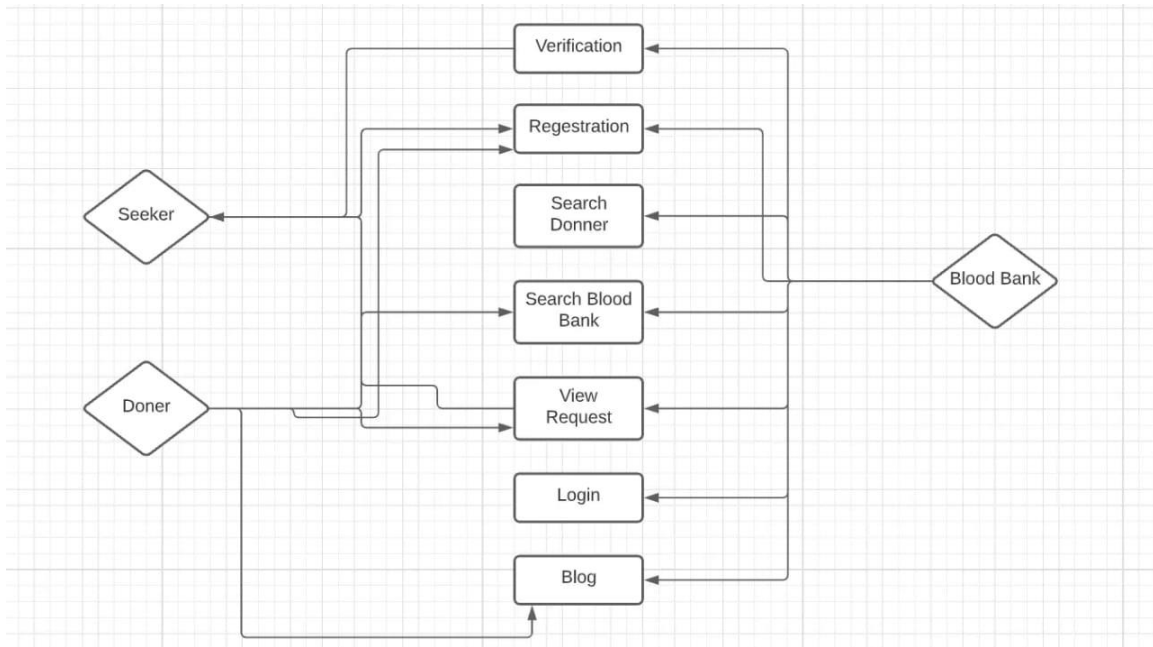 Verification
Regestration
Seeker
Search
Donner
Blood Bank
Search Blood
Bank
Doner
View
Request
Login
Blog